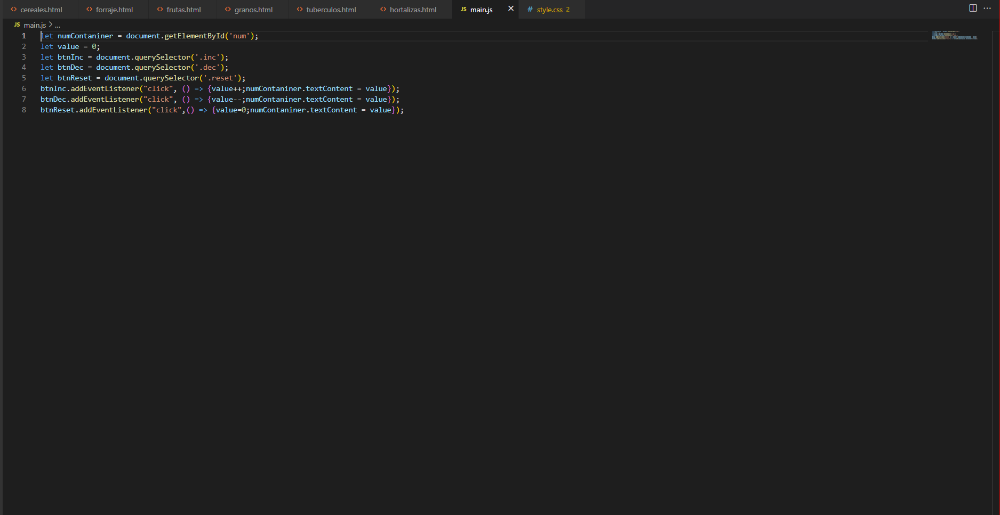 cereales.html forraje.html frutas.html granos.html tuberculos.html hortalizas.html JS main.js × # style.css 2
JS main.js > ...
1 let numContaniner = document.getElementById('num');
2 let value = 0;
3 let btnInc = document.querySelector('.inc');
4 let btnDec = document.querySelector('.dec');
5 let btnReset = document.querySelector('.reset');
6 btnInc.addEventListener("click", () => {value++;numContaniner.textContent = value});
7 btnDec.addEventListener("click", () => {value--;numContaniner.textContent = value});
8 btnReset.addEventListener("click",() => {value=0;numContaniner.textContent = value});